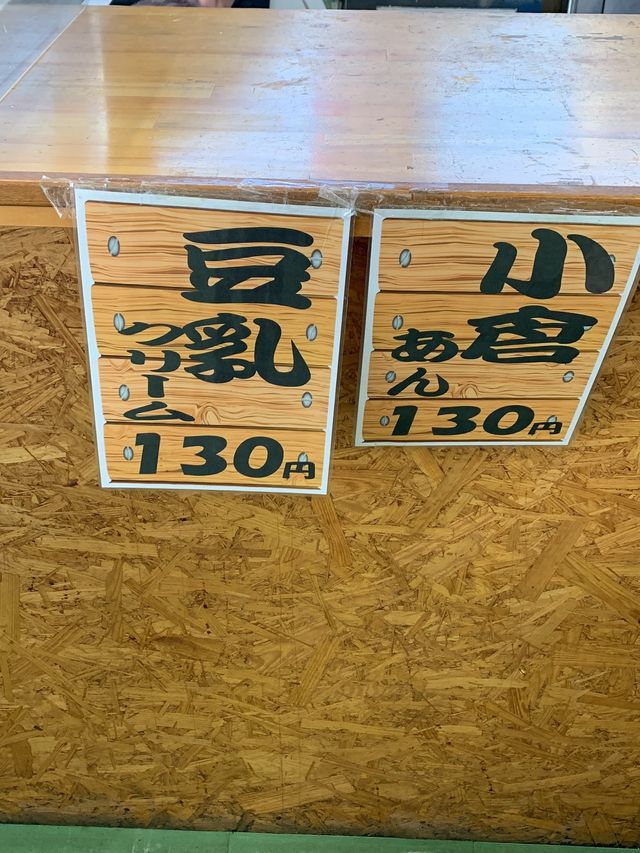 豆乳
クリーム
130円
小倉
あん
130円